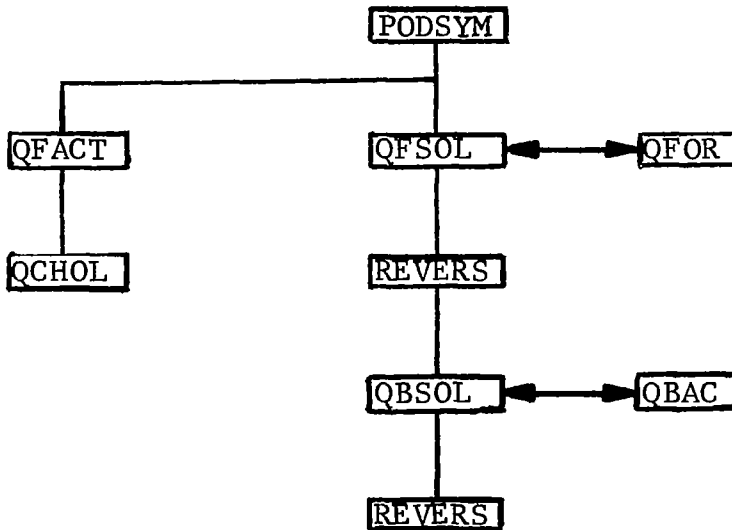 PODSYM
QFACT
QFSOL
QFOR
QCHOL
REVERS
QBSOL
QBAC
REVERS